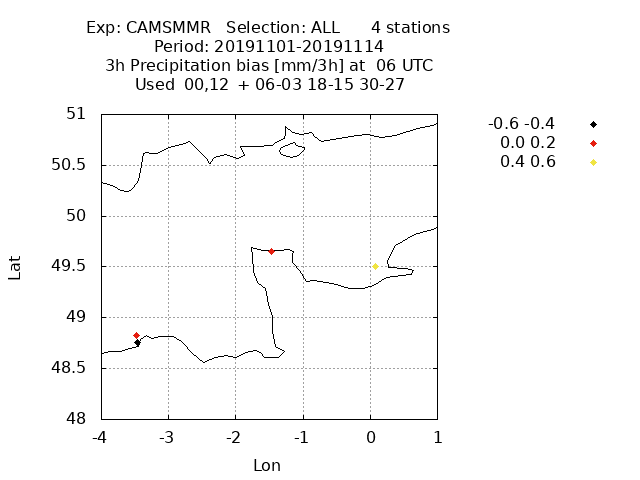 Exp: CAMSMMR Selection: ALL 4 stations
Period: 20191101-20191114
3h Precipitation bias [mm/3h] at 06 UTC
Used 00,12 + 06-03 18-15 30-27
-0.6 -0.4
0.0 0.2
0.4 0.6
51
50.5
50
49.5
49
48.5
48
Lat
-4 -3 -2 -1 0 1
Lon